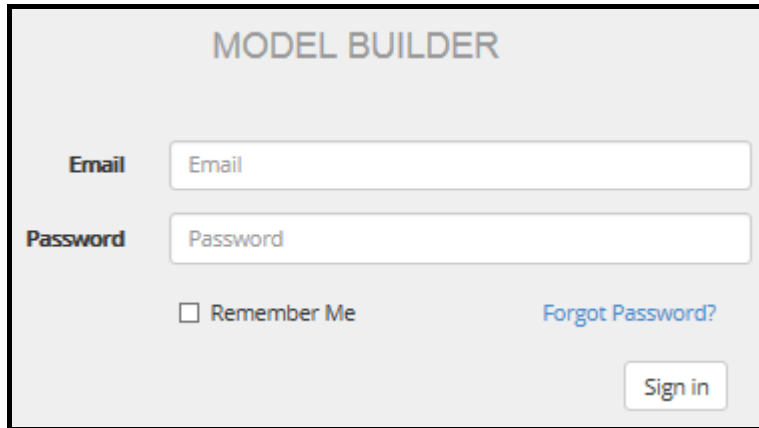 MODEL BUILDER
Email Email
Password Password
Remember Me Forgot Password?
Sign in